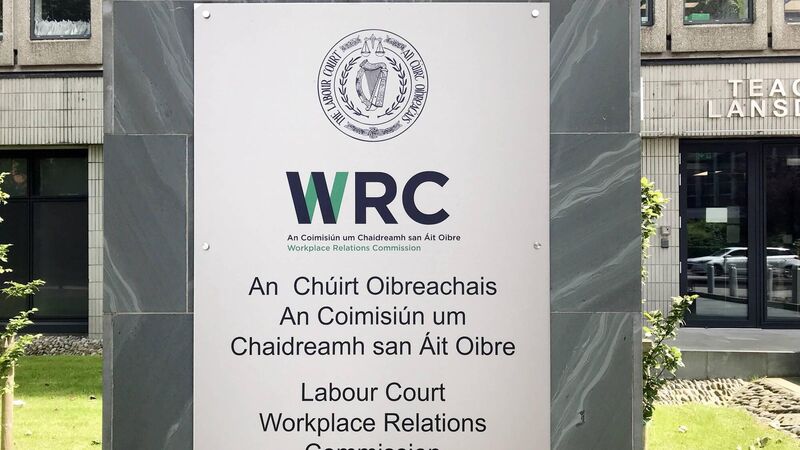 THE LABOUR COURT
AN CHÚIRT OIBREACHAIS
WRC
An Coimisiún um Chaidreamh san Áit Oibre
Workplace Relations Commission
An Chúirt Oibreachais
An Coimisiún um
Chaidreamh san Áit Oibre
Labour Court
Workplace Relations
Commission
TEAC
LANSD